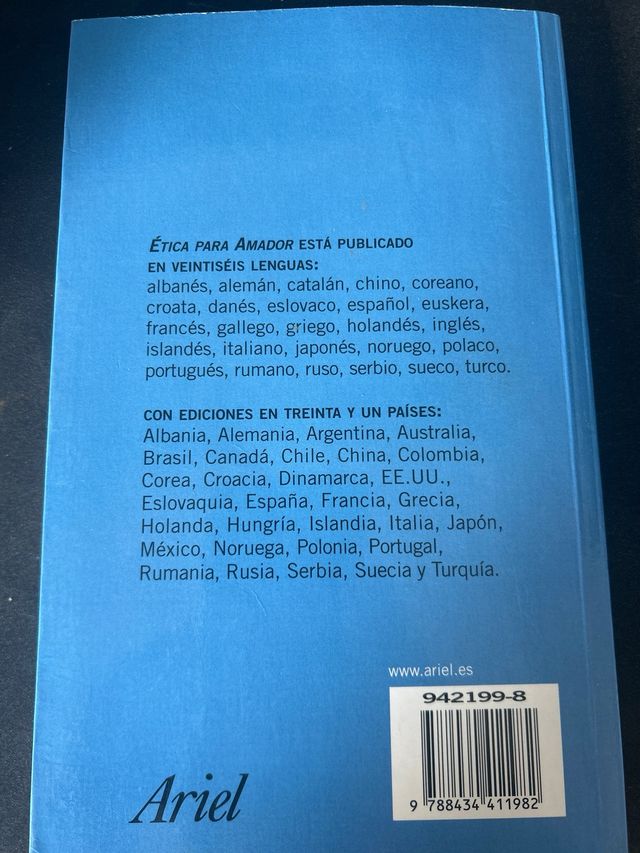 ÉTICA PARA AMADOR ESTÁ PUBLICADO
EN VEINTISÉIS LENGUAS:
albanés, alemán, catalán, chino, coreano,
croata, danés, eslovaco, español, euskera,
francés, gallego, griego, holandés, inglés,
islandés, italiano, japonés, noruego, polaco,
portugués, rumano, ruso, serbio, sueco, turco.
CON EDICIONES EN TREINTA Y UN PAÍSES:
Albania, Alemania, Argentina, Australia,
Brasil, Canadá, Chile, China, Colombia,
Corea, Croacia, Dinamarca, EE.UU.,
Eslovaquia, España, Francia, Grecia,
Holanda, Hungría, Islandia, Italia, Japón,
México, Noruega, Polonia, Portugal,
Rumania, Rusia, Serbia, Suecia y Turquía.
www.ariel.es
942199-8
9 788434 411982
Ariel